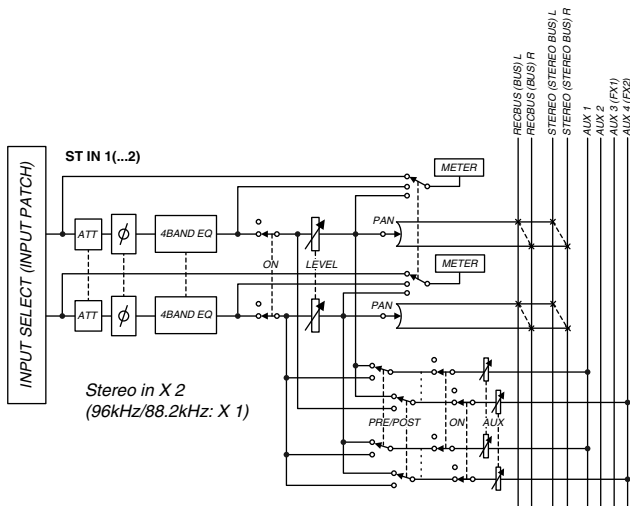 RECBUS (BUS) L
RECBUS (BUS) R
STEREO (STEREO BUS) L
STEREO (STEREO BUS) R
AUX 1
AUX 2
AUX 3 (FX1)
AUX 4 (FX2)
INPUT SELECT (INPUT PATCH)
ST IN 1(...2)
METER
ATT
ϕ
4BAND EQ
PAN
ON
LEVEL
METER
ATT
ϕ
4BAND EQ
PAN
Stereo in X 2
(96kHz/88.2kHz: X 1)
PRE/POST
ON
AUX